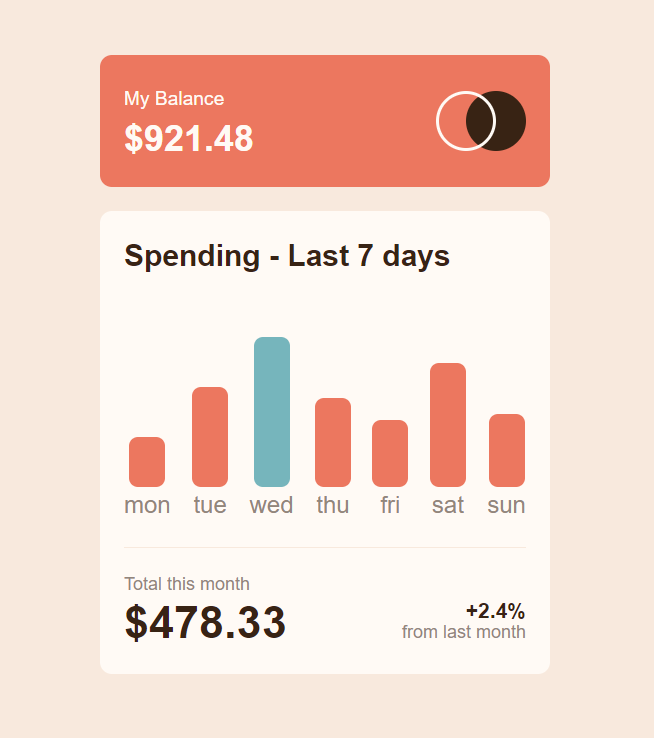 My Balance
$921.48
Spending - Last 7 days
mon tue wed thu fri sat sun
Total this month
$478.33
+2.4%
from last month